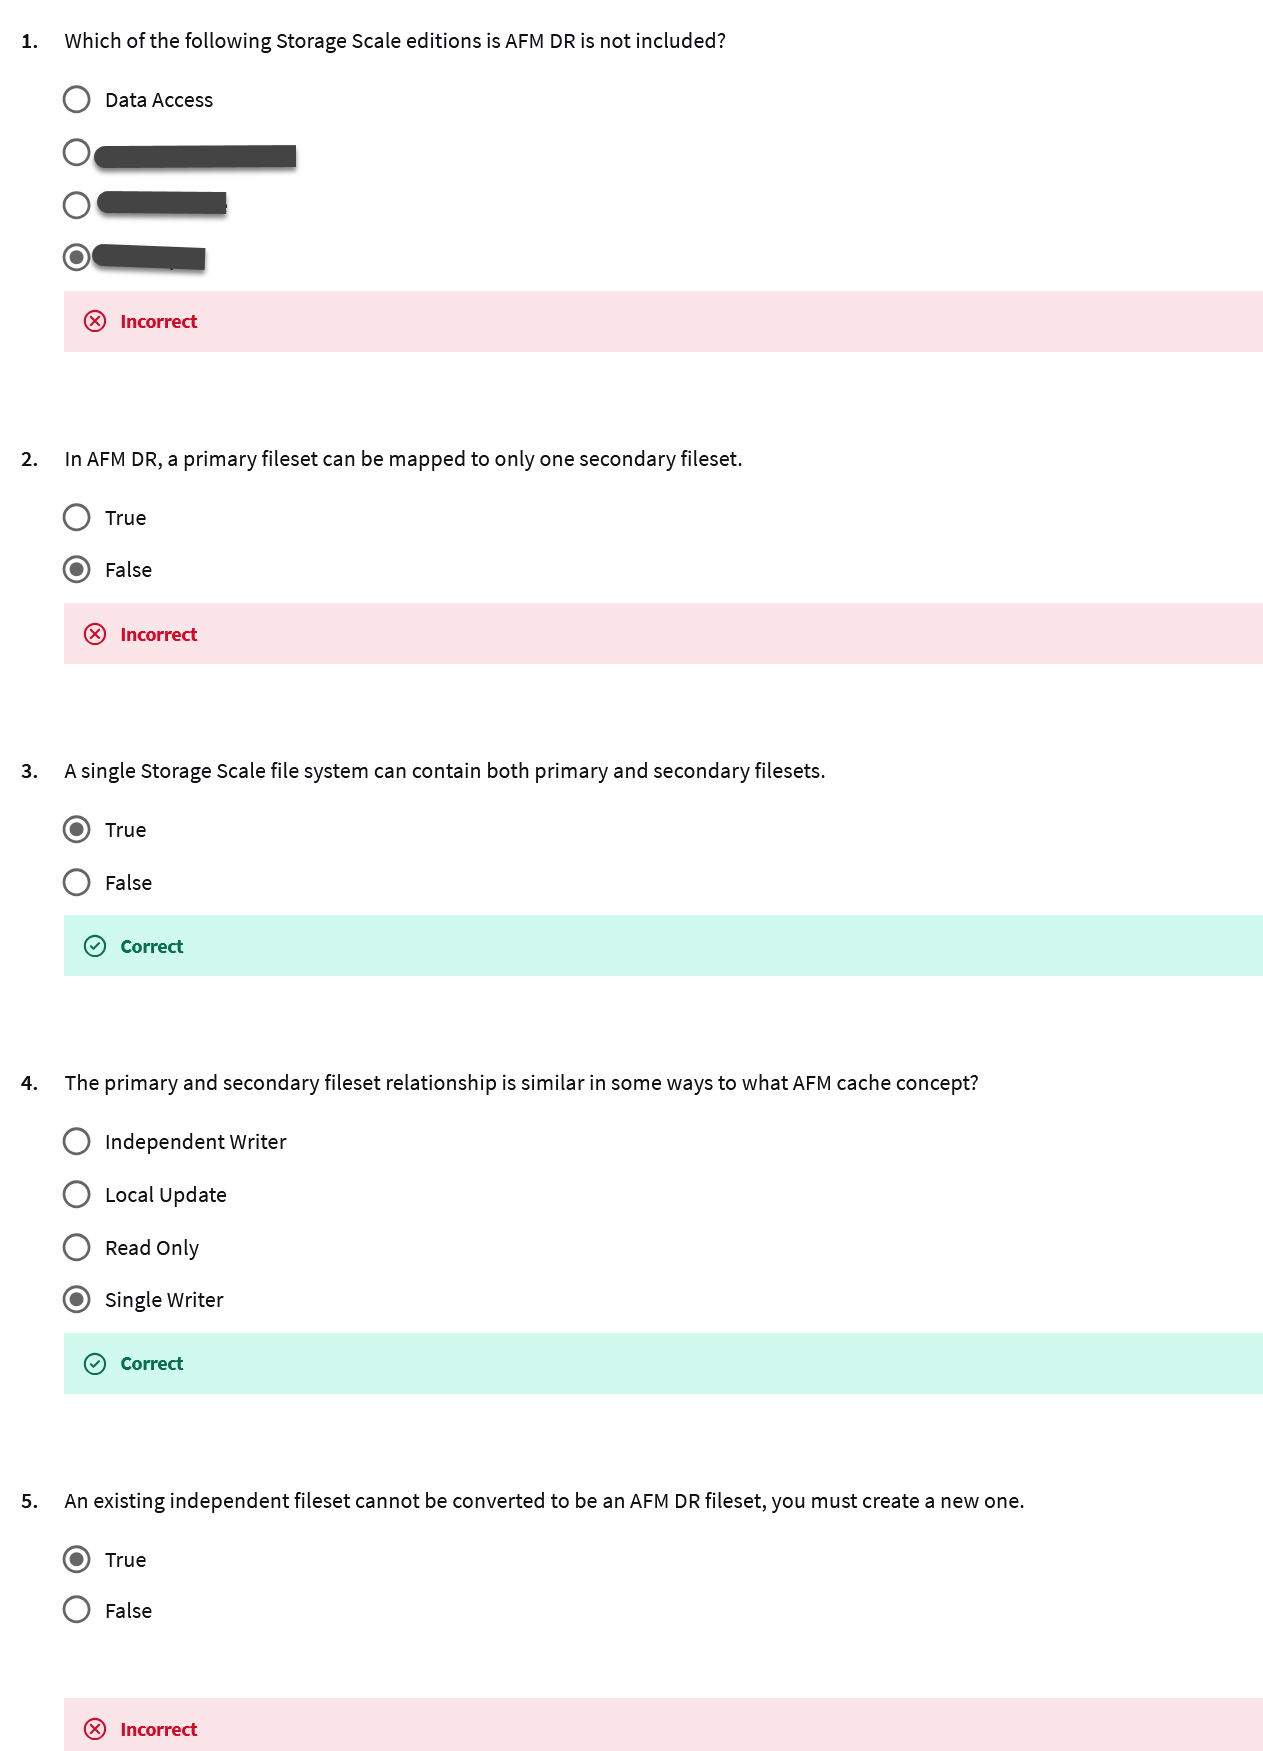 1. Which of the following Storage Scale editions is AFM DR is not included?
Data Access
Incorrect
2. In AFM DR, a primary fileset can be mapped to only one secondary fileset.
True
False
Incorrect
3. A single Storage Scale file system can contain both primary and secondary filesets.
True
False
Correct
4. The primary and secondary fileset relationship is similar in some ways to what AFM cache concept?
Independent Writer
Local Update
Read Only
Single Writer
Correct
5. An existing independent fileset cannot be converted to be an AFM DR fileset, you must create a new one.
True
False
Incorrect